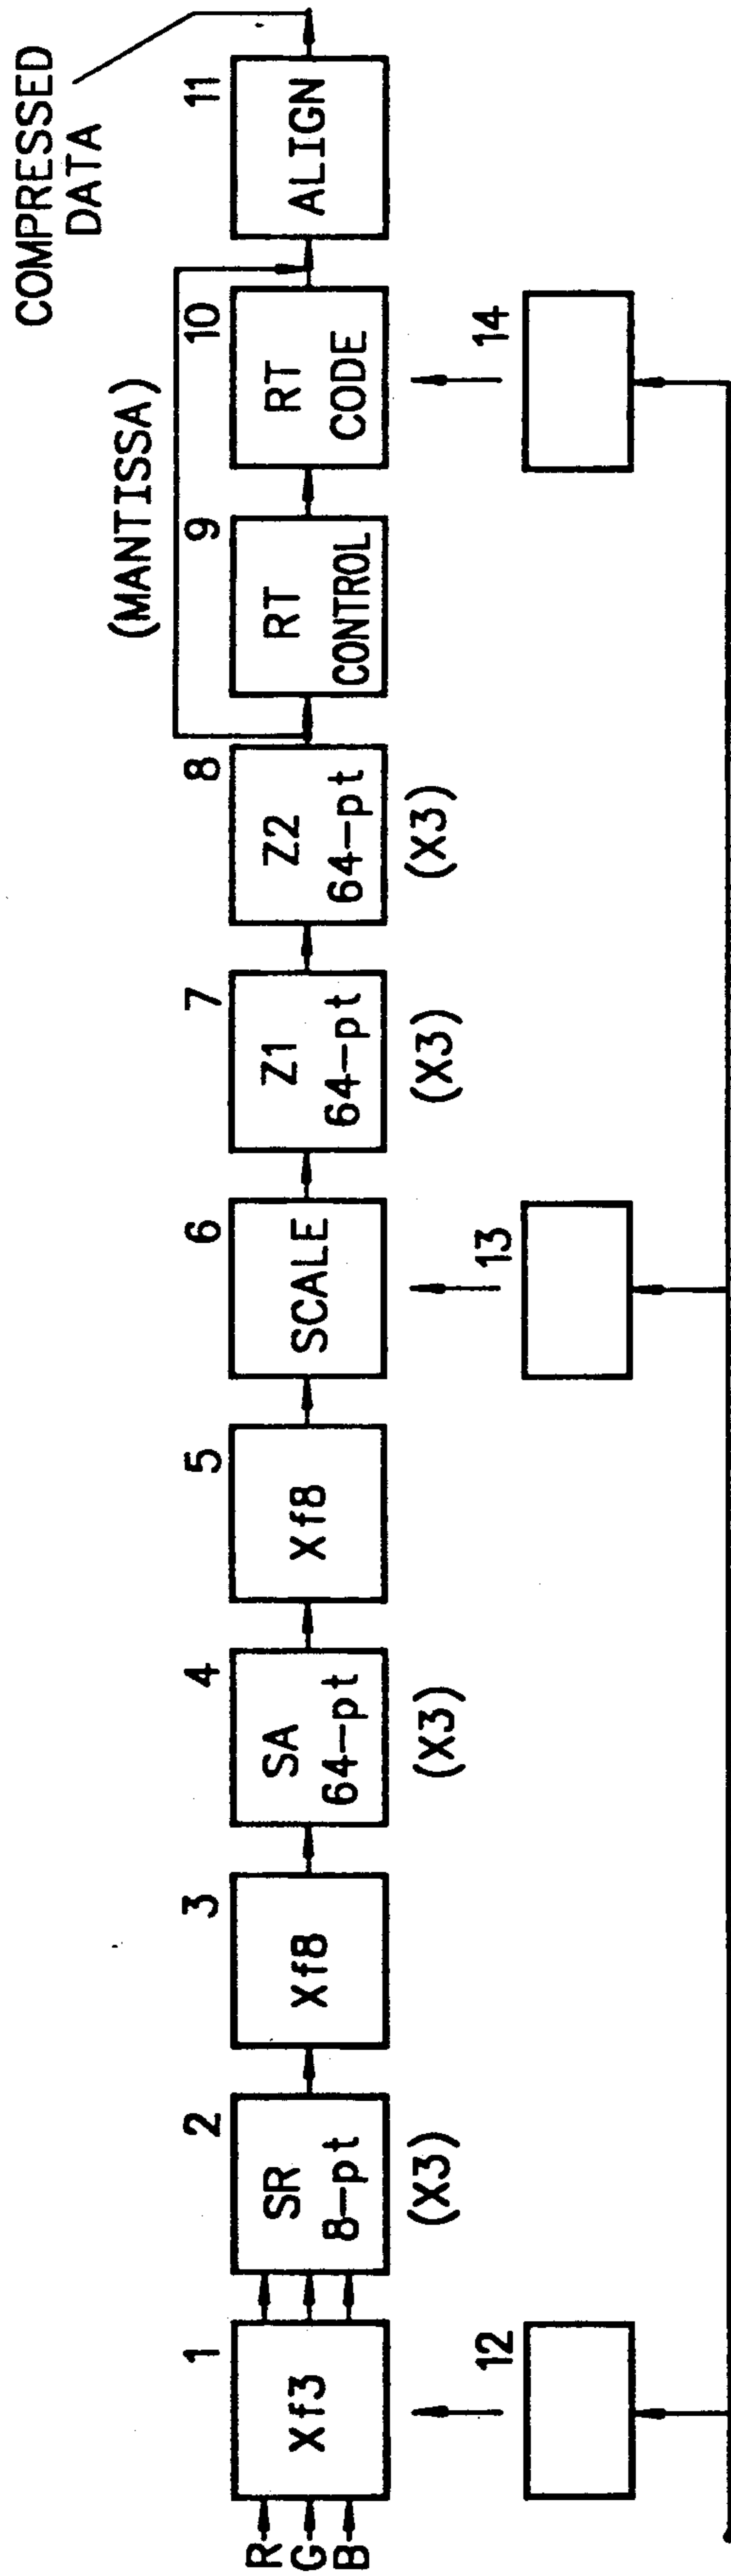 R
G
B
1
Xf3
2
SR
8-pt
(X3)
3
Xf8
4
SA
64-pt
(X3)
5
Xf8
6
SCALE
7
Z1
64-pt
(X3)
8
Z2
64-pt
(X3)
(MANTISSA)
9
RT
CONTROL
10
RT
CODE
11
ALIGN
COMPRESSED
DATA
12
13
14